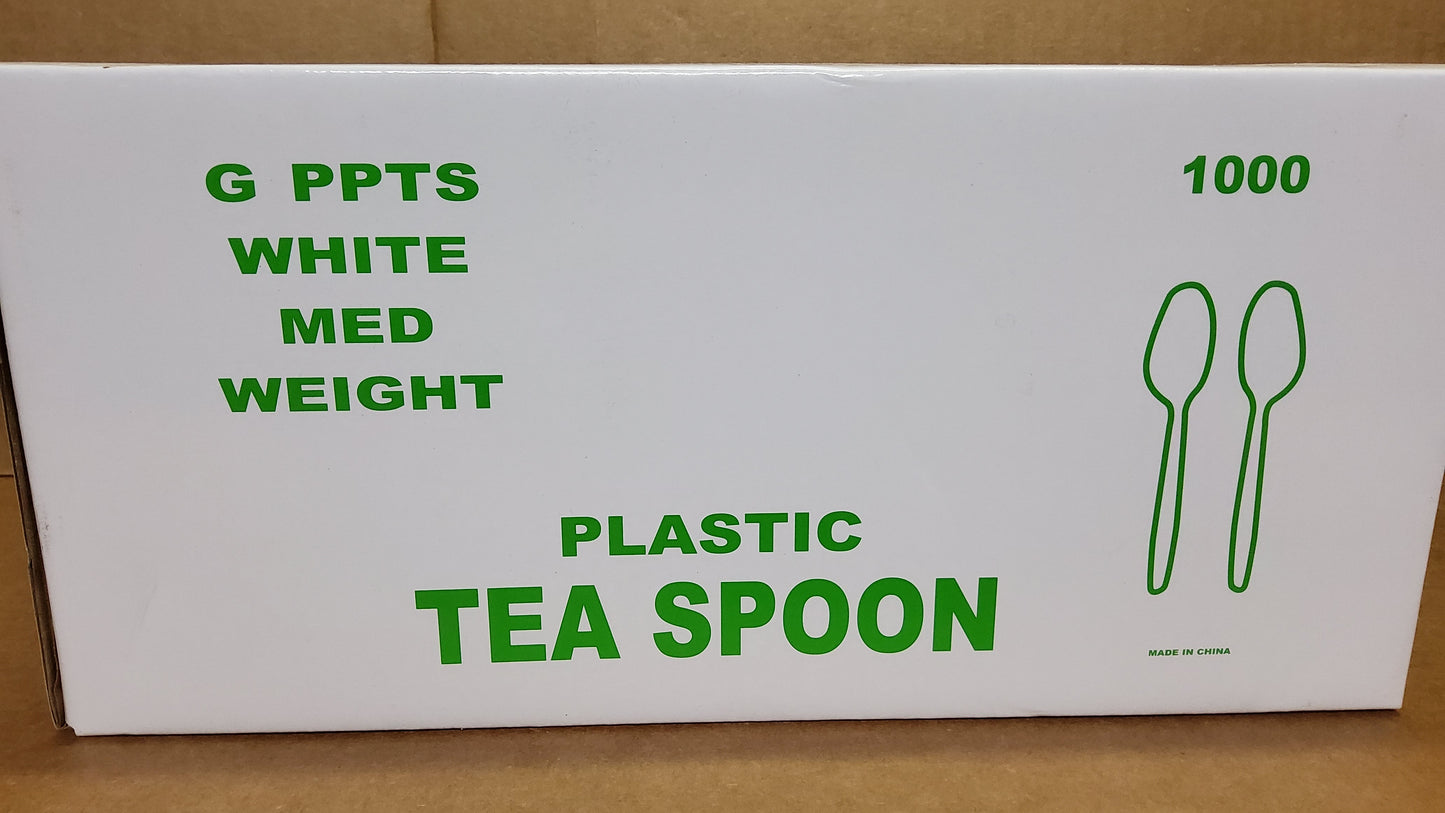 G PPTS
WHITE
MED
WEIGHT
1000
PLASTIC
TEA SPOON
MADE IN CHINA